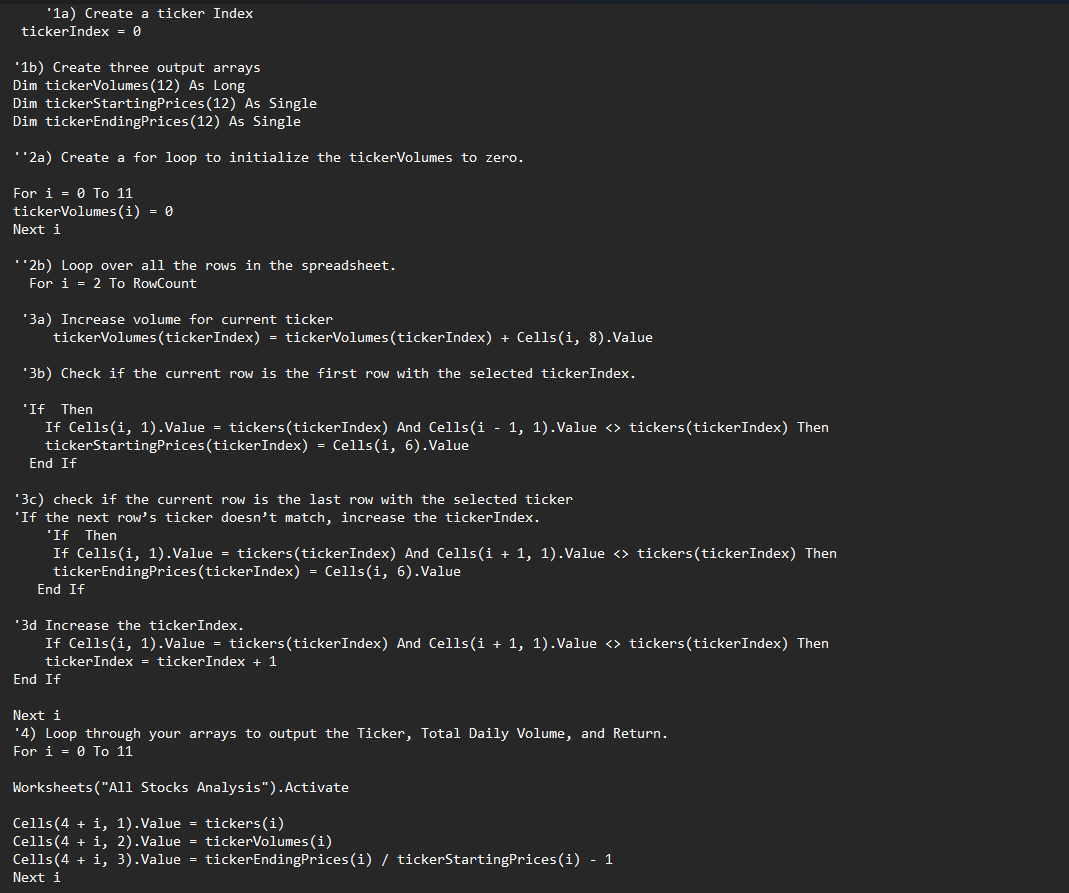 '1a) Create a ticker Index
tickerIndex = 0
'1b) Create three output arrays
Dim tickerVolumes(12) As Long
Dim tickerStartingPrices(12) As Single
Dim tickerEndingPrices(12) As Single
''2a) Create a for loop to initialize the tickerVolumes to zero.
For i = 0 To 11
tickerVolumes(i) = 0
Next i
''2b) Loop over all the rows in the spreadsheet.
For i = 2 To RowCount
'3a) Increase volume for current ticker
tickerVolumes(tickerIndex) = tickerVolumes(tickerIndex) + Cells(i, 8).Value
'3b) Check if the current row is the first row with the selected tickerIndex.
'If  Then
If Cells(i, 1).Value = tickers(tickerIndex) And Cells(i - 1, 1).Value <> tickers(tickerIndex) Then
tickerStartingPrices(tickerIndex) = Cells(i, 6).Value
End If
'3c) check if the current row is the last row with the selected ticker
'If the next row’s ticker doesn’t match, increase the tickerIndex.
'If  Then
If Cells(i, 1).Value = tickers(tickerIndex) And Cells(i + 1, 1).Value <> tickers(tickerIndex) Then
tickerEndingPrices(tickerIndex) = Cells(i, 6).Value
End If
'3d Increase the tickerIndex.
If Cells(i, 1).Value = tickers(tickerIndex) And Cells(i + 1, 1).Value <> tickers(tickerIndex) Then
tickerIndex = tickerIndex + 1
End If
Next i
'4) Loop through your arrays to output the Ticker, Total Daily Volume, and Return.
For i = 0 To 11
Worksheets("All Stocks Analysis").Activate
Cells(4 + i, 1).Value = tickers(i)
Cells(4 + i, 2).Value = tickerVolumes(i)
Cells(4 + i, 3).Value = tickerEndingPrices(i) / tickerStartingPrices(i) - 1
Next i